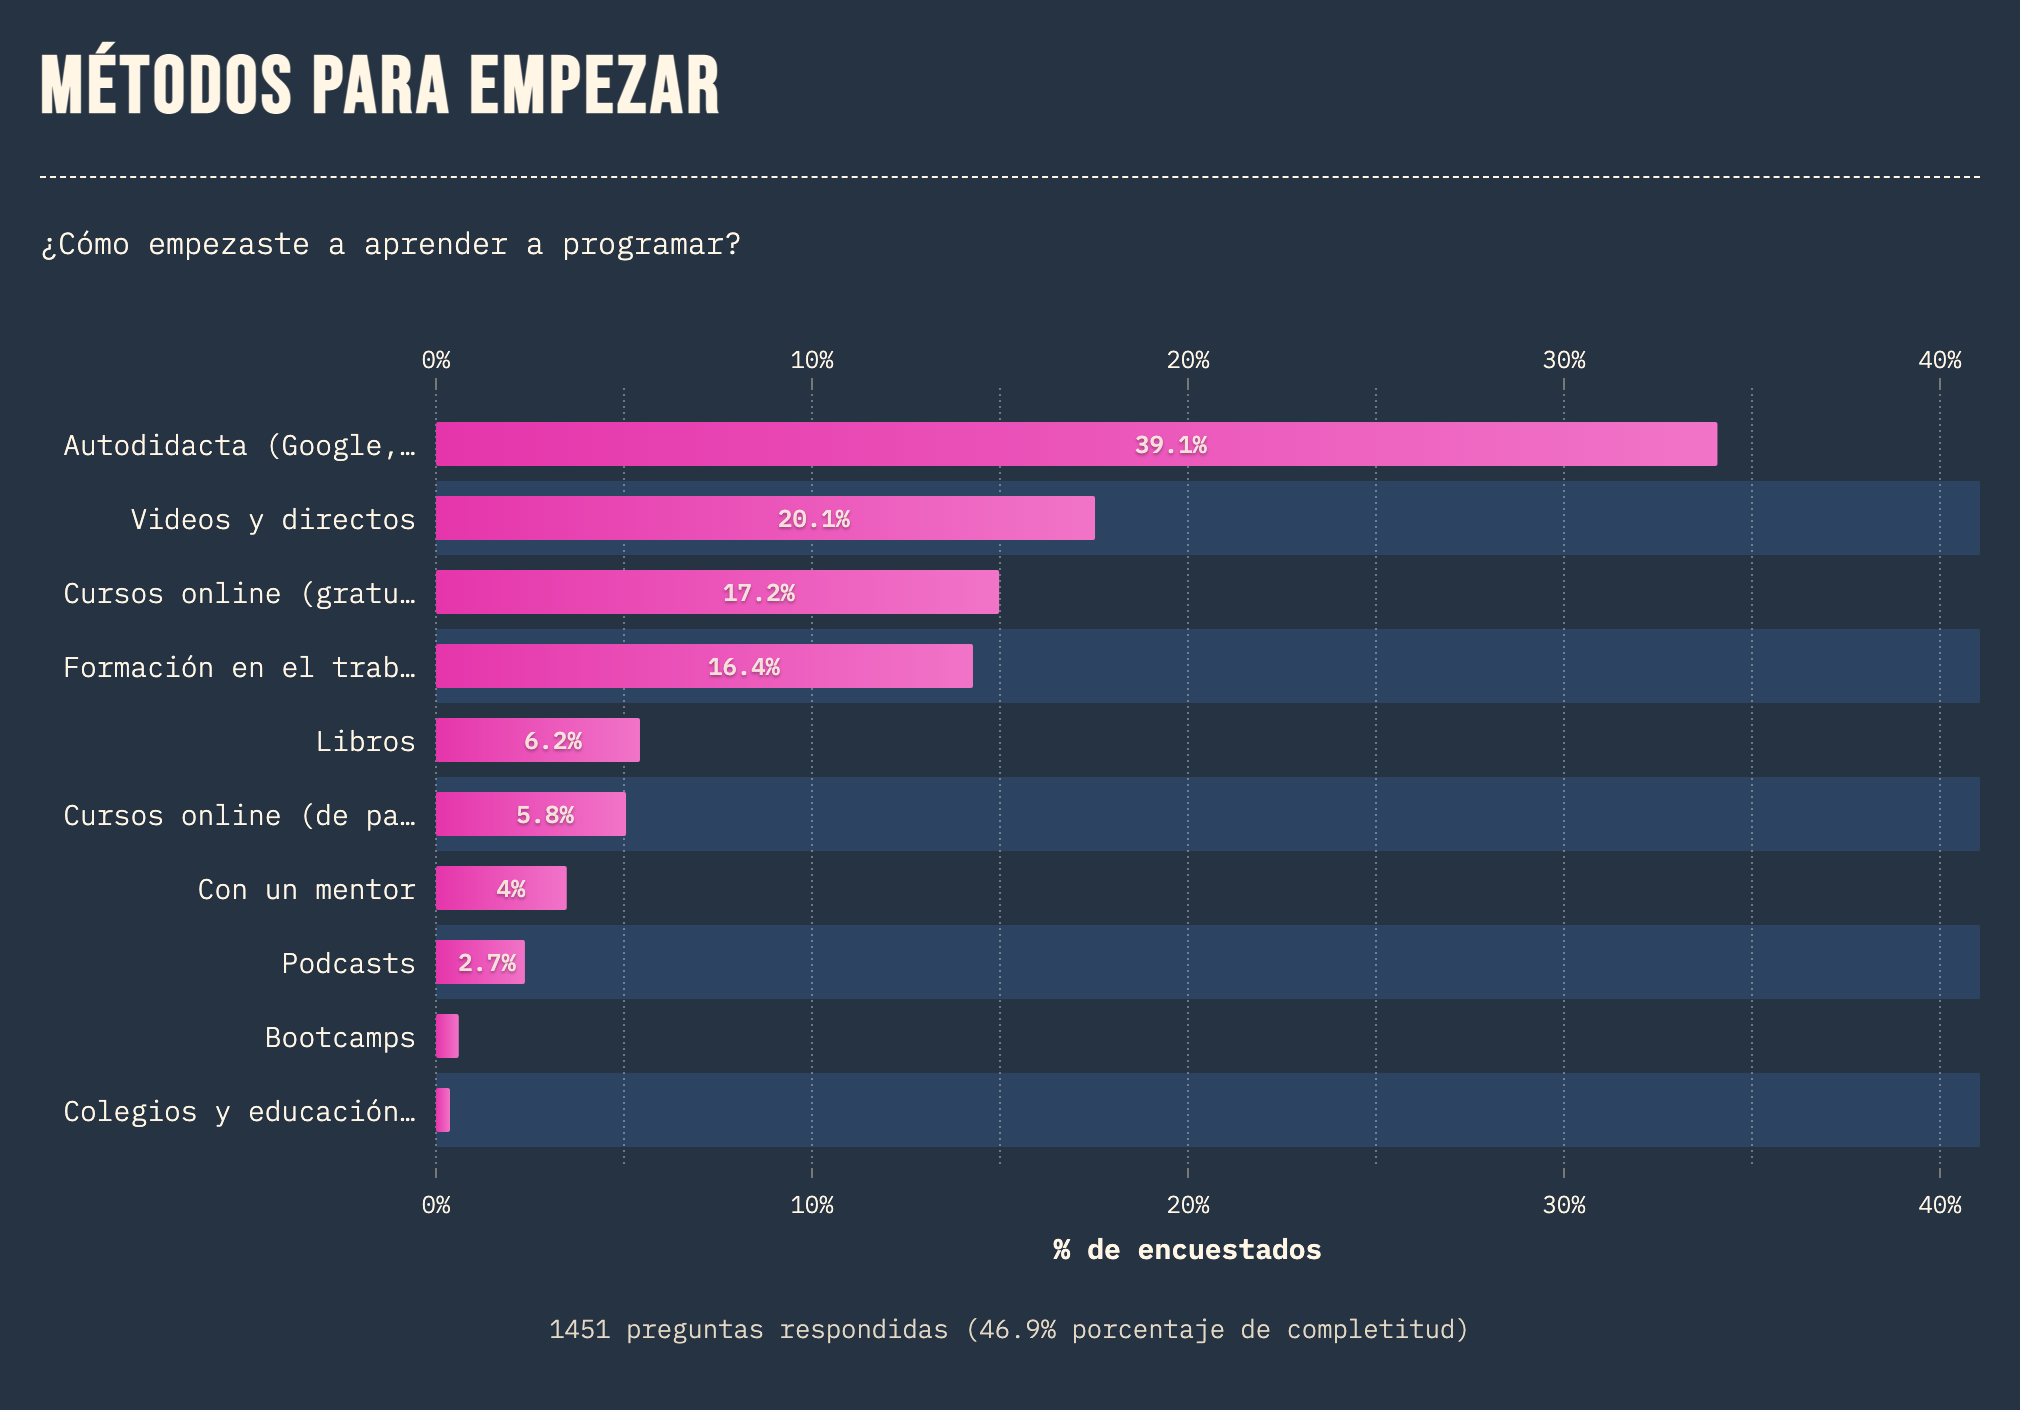 MÉTODOS PARA EMPEZAR
¿Cómo empezaste a aprender a programar?
0% 10% 20% 30% 40%
Autodidacta (Google,… 39.1%
Videos y directos 20.1%
Cursos online (gratu… 17.2%
Formación en el trab… 16.4%
Libros 6.2%
Cursos online (de pa… 5.8%
Con un mentor 4%
Podcasts 2.7%
Bootcamps
Colegios y educación…
0% 10% 20% 30% 40%
% de encuestados
1451 preguntas respondidas (46.9% porcentaje de completitud)